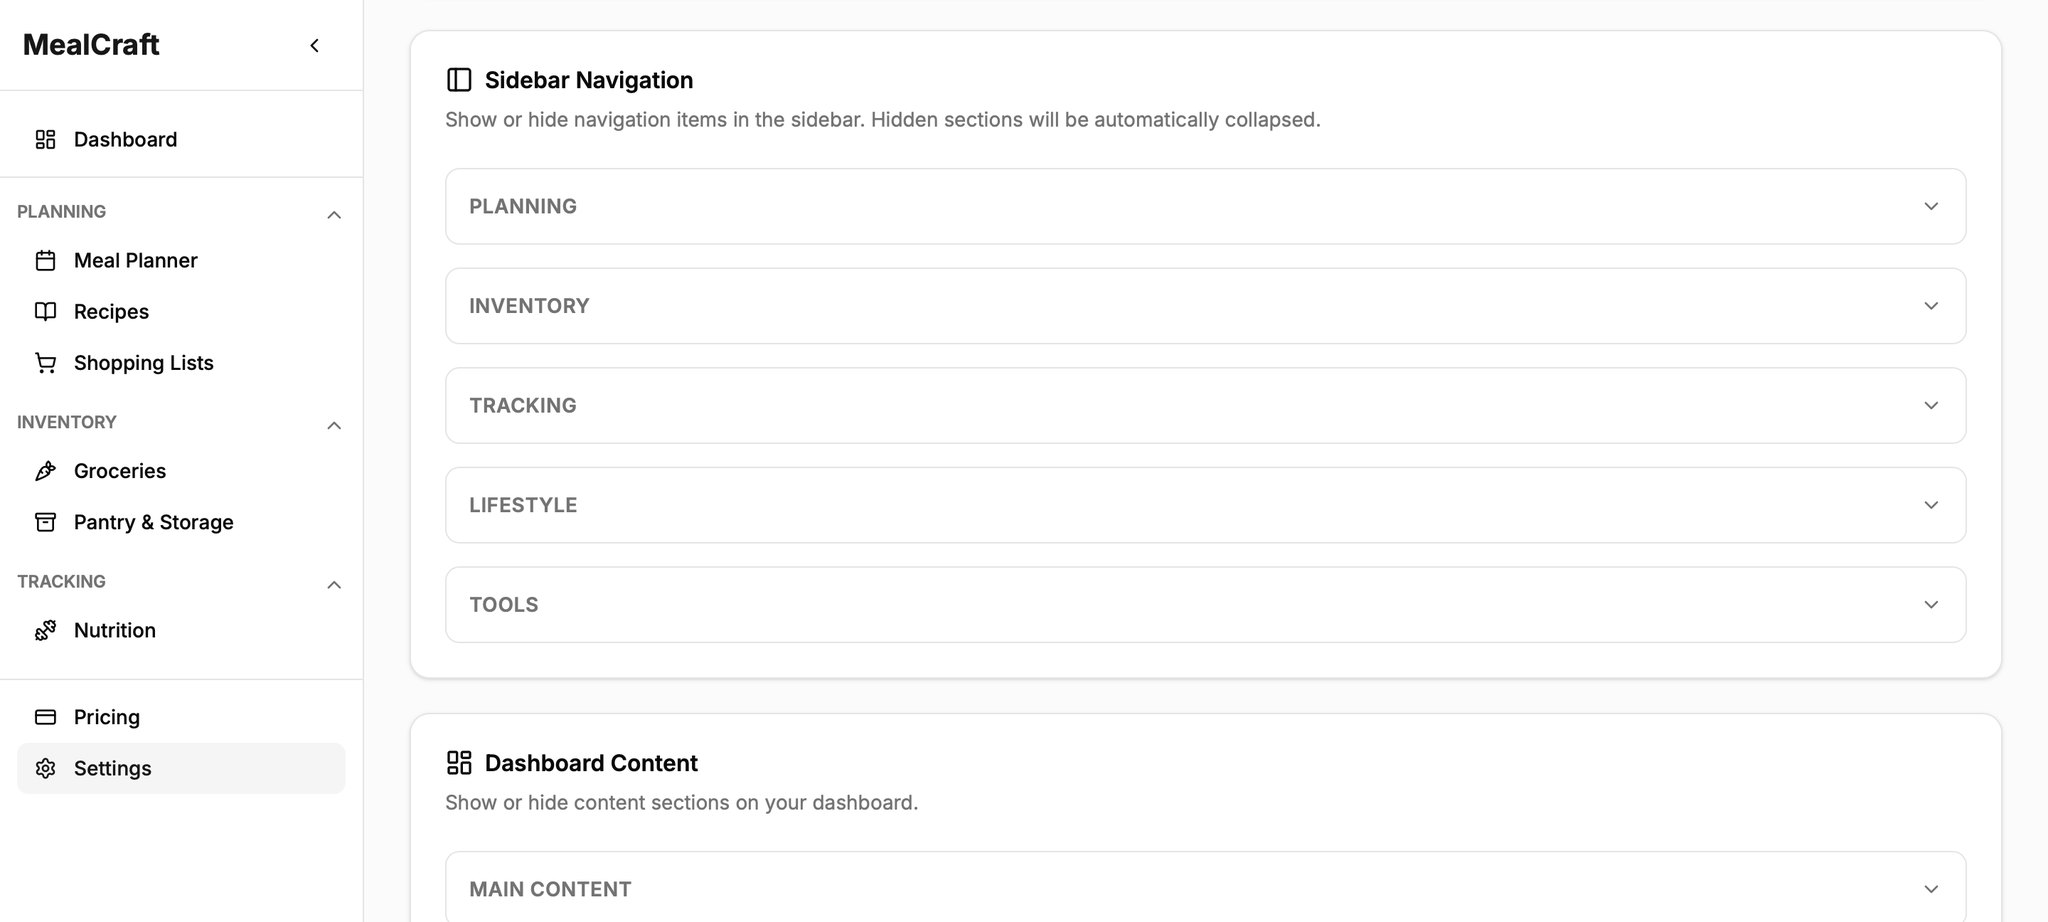 MealCraft
Dashboard
PLANNING
Meal Planner
Recipes
Shopping Lists
INVENTORY
Groceries
Pantry & Storage
TRACKING
Nutrition
Pricing
Settings
Sidebar Navigation
Show or hide navigation items in the sidebar. Hidden sections will be automatically collapsed.
PLANNING
INVENTORY
TRACKING
LIFESTYLE
TOOLS
Dashboard Content
Show or hide content sections on your dashboard.
MAIN CONTENT